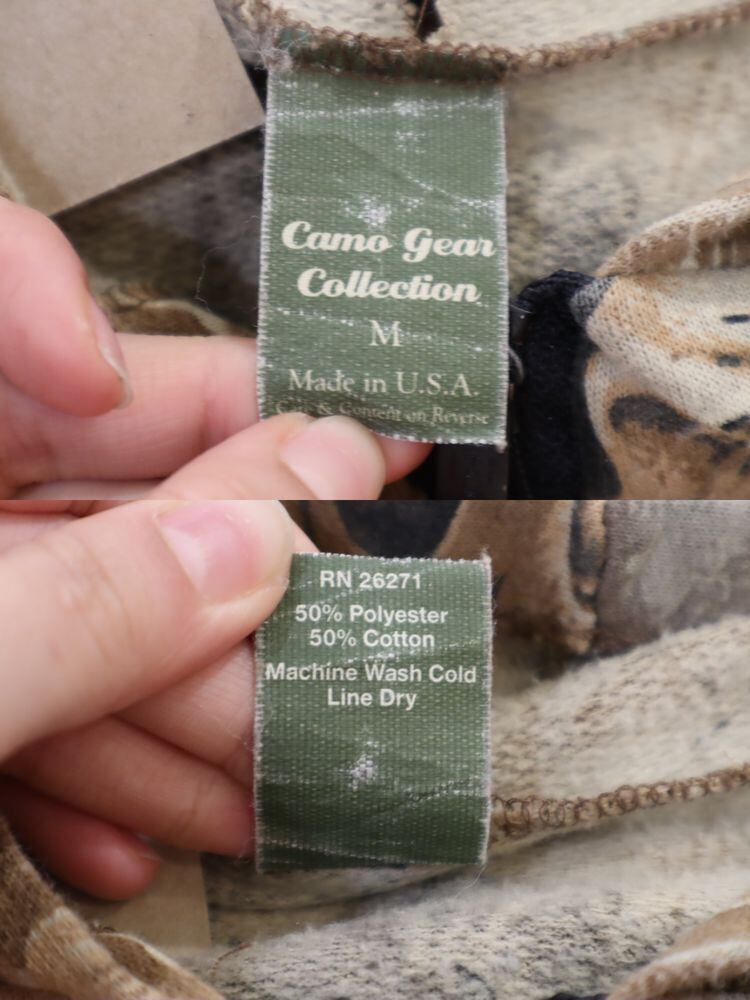 Camo Gear
Collection
M
Made in U.S.A.
& Content on Reverse
RN 26271
50% Polyester
50% Cotton
Machine Wash Cold
Line Dry